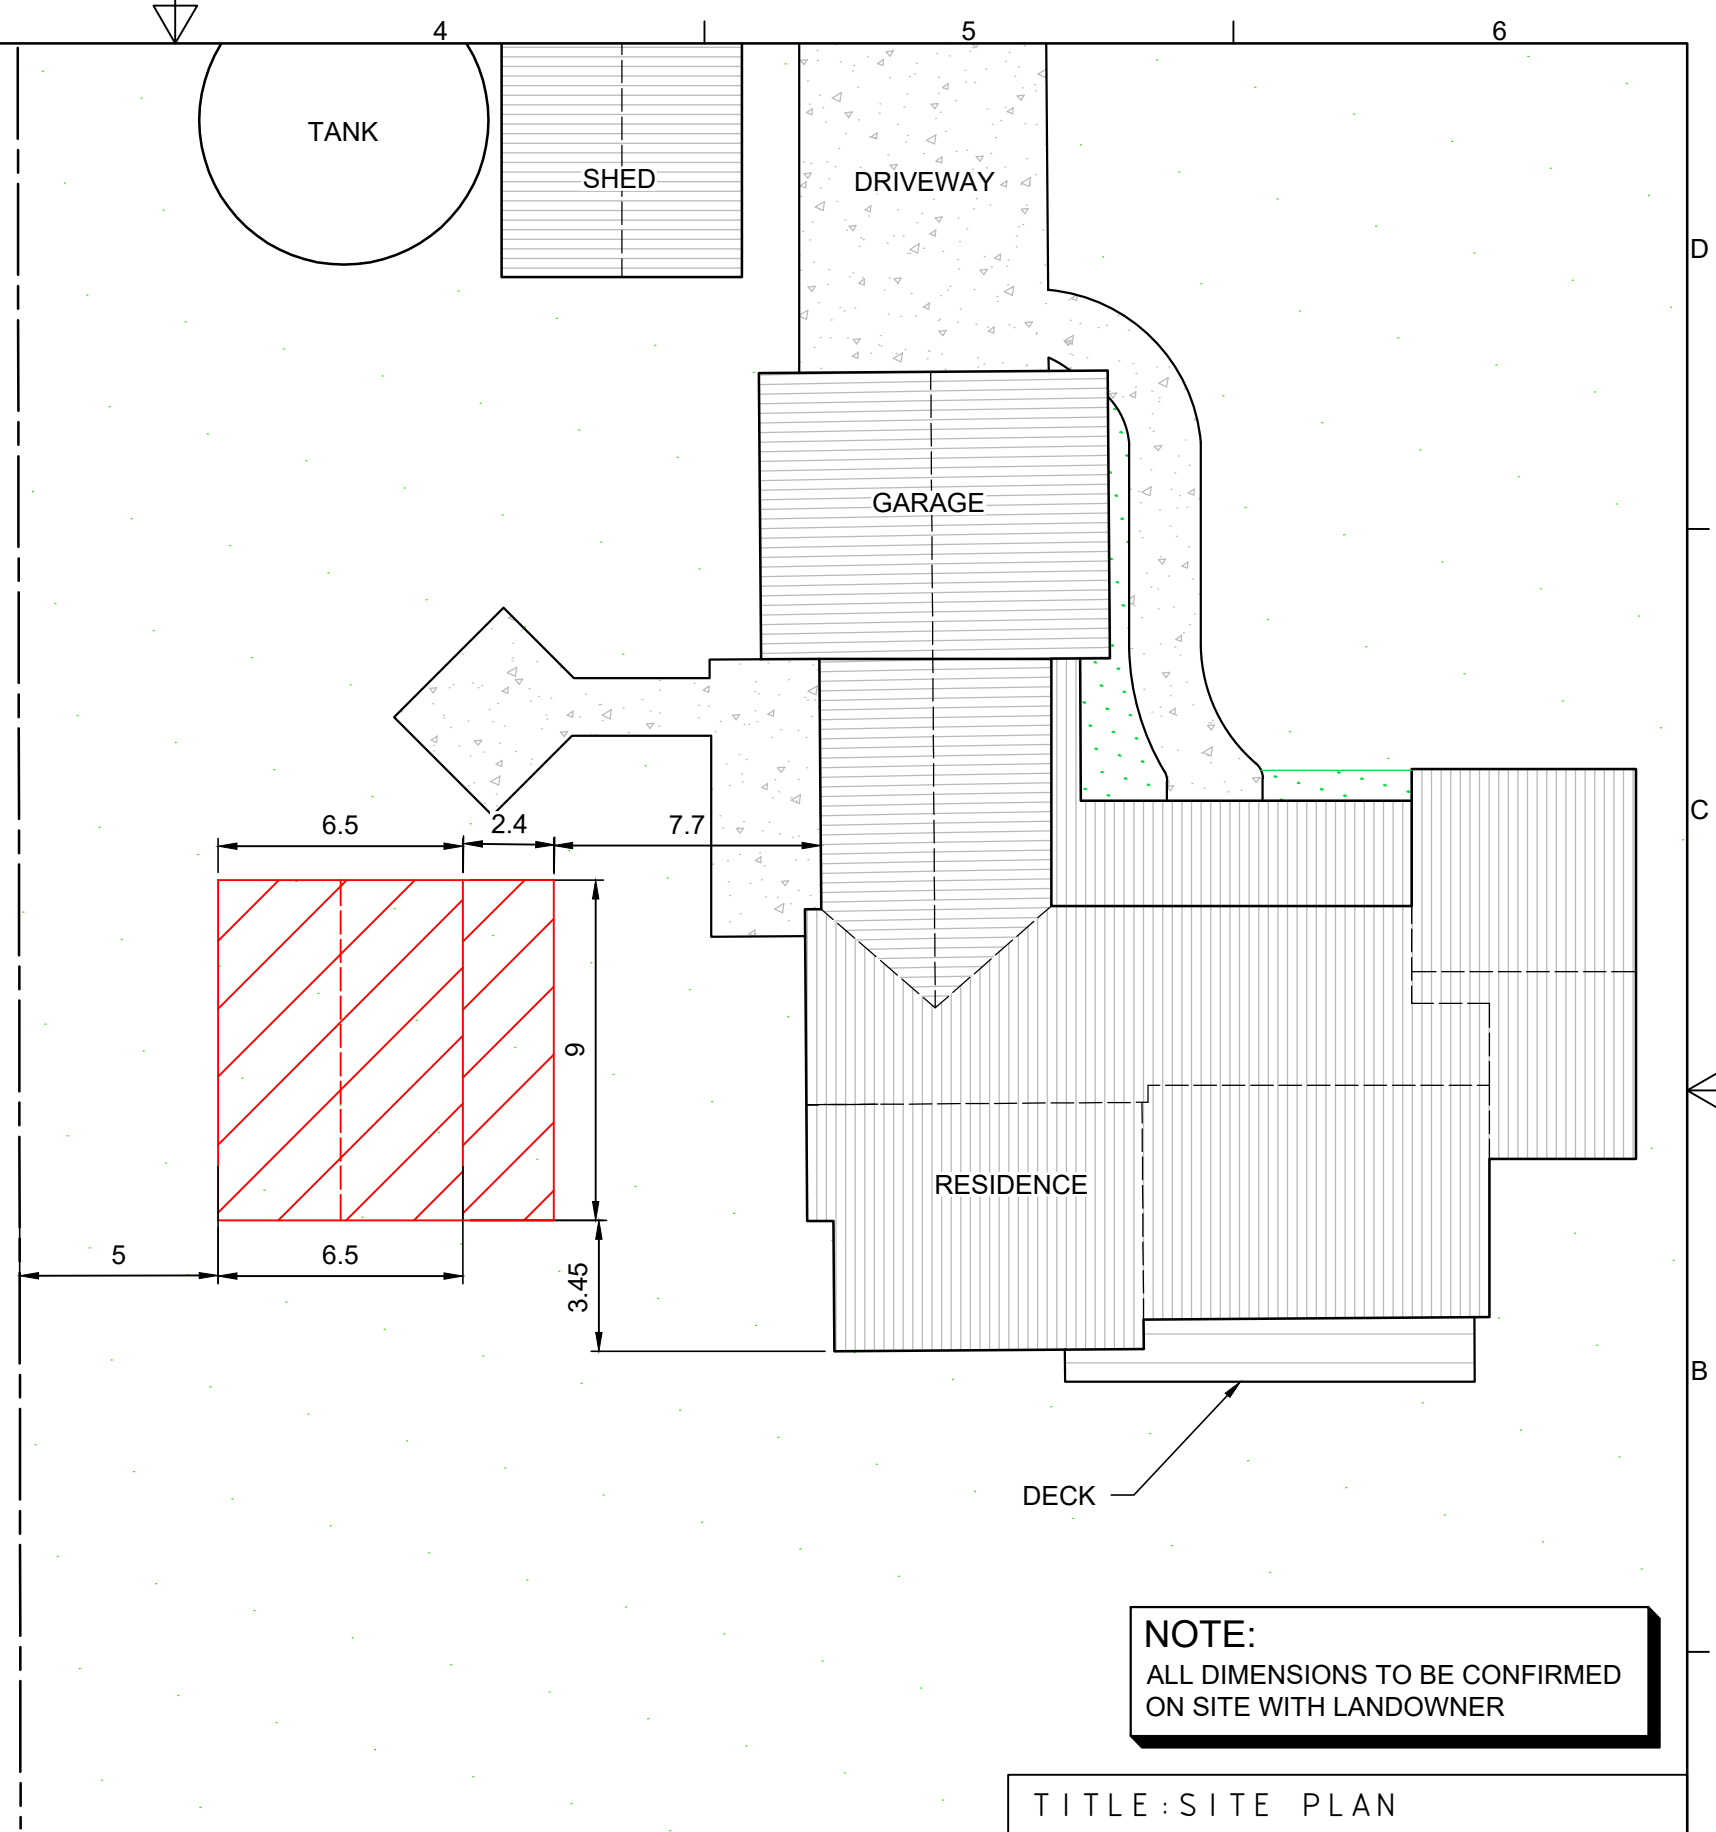 4
5
6
TANK
SHED
DRIVEWAY
D
GARAGE
C
6.5
2.4
7.7
9
RESIDENCE
5
6.5
3.45
B
DECK
NOTE:
ALL DIMENSIONS TO BE CONFIRMED
ON SITE WITH LANDOWNER
TITLE:SITE PLAN